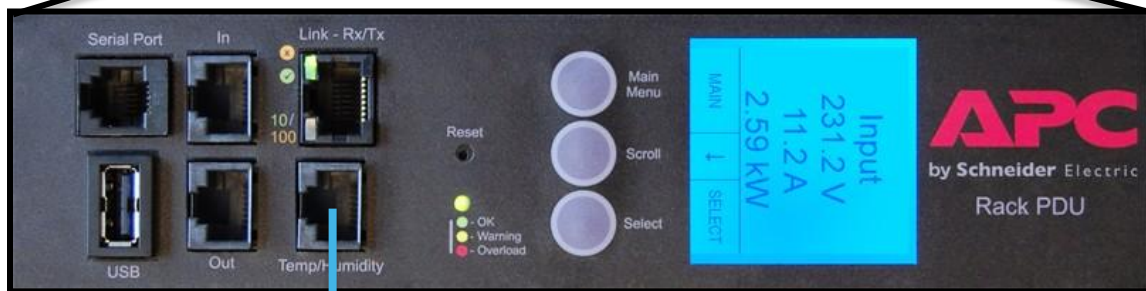 Serial Port
In
Link - Rx/Tx
10/
100
USB
Out
Temp/Humidity
Reset
- OK
- Warning
- Overload
Main
Menu
Scroll
Select
MAIN
↓
SELECT
Input
231.2 V
11.2 A
2.59 kW
APC
by Schneider Electric
Rack PDU